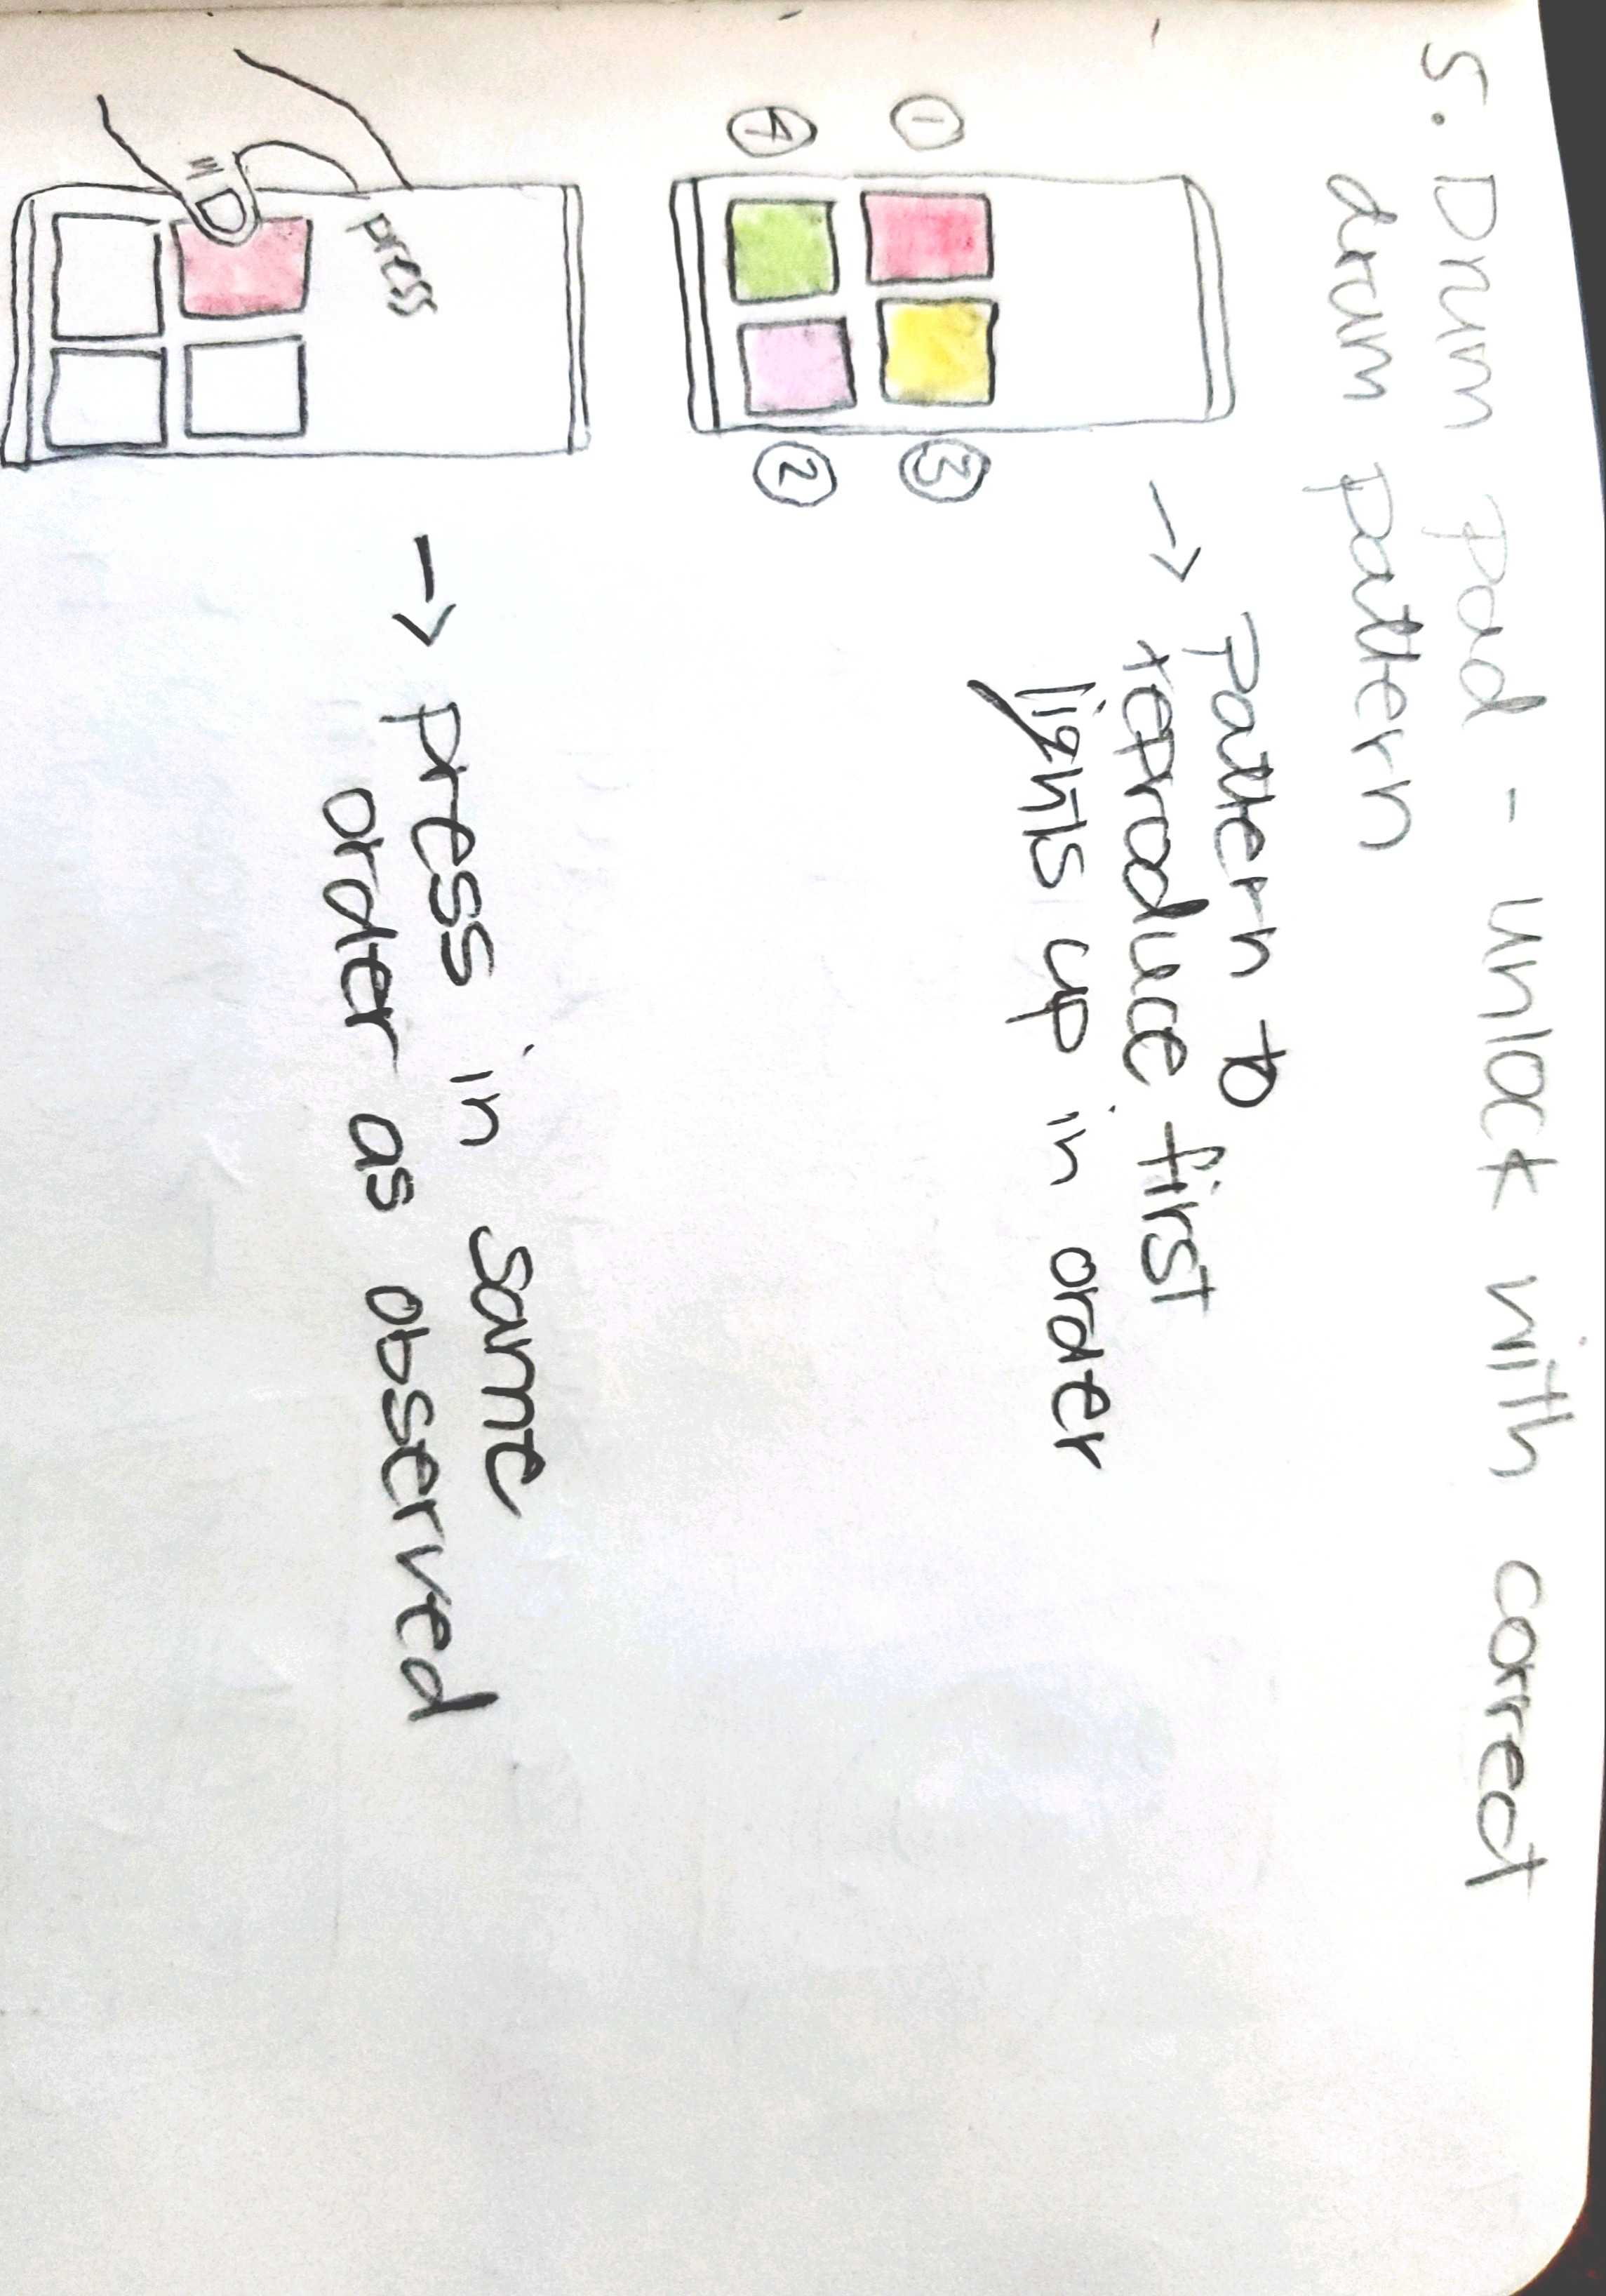 5. Drum pad - unlock with correct
drum pattern
→ pattern to
reproduce first
lights up in order
① ③
④ ②
press
→ press in same
order as observed